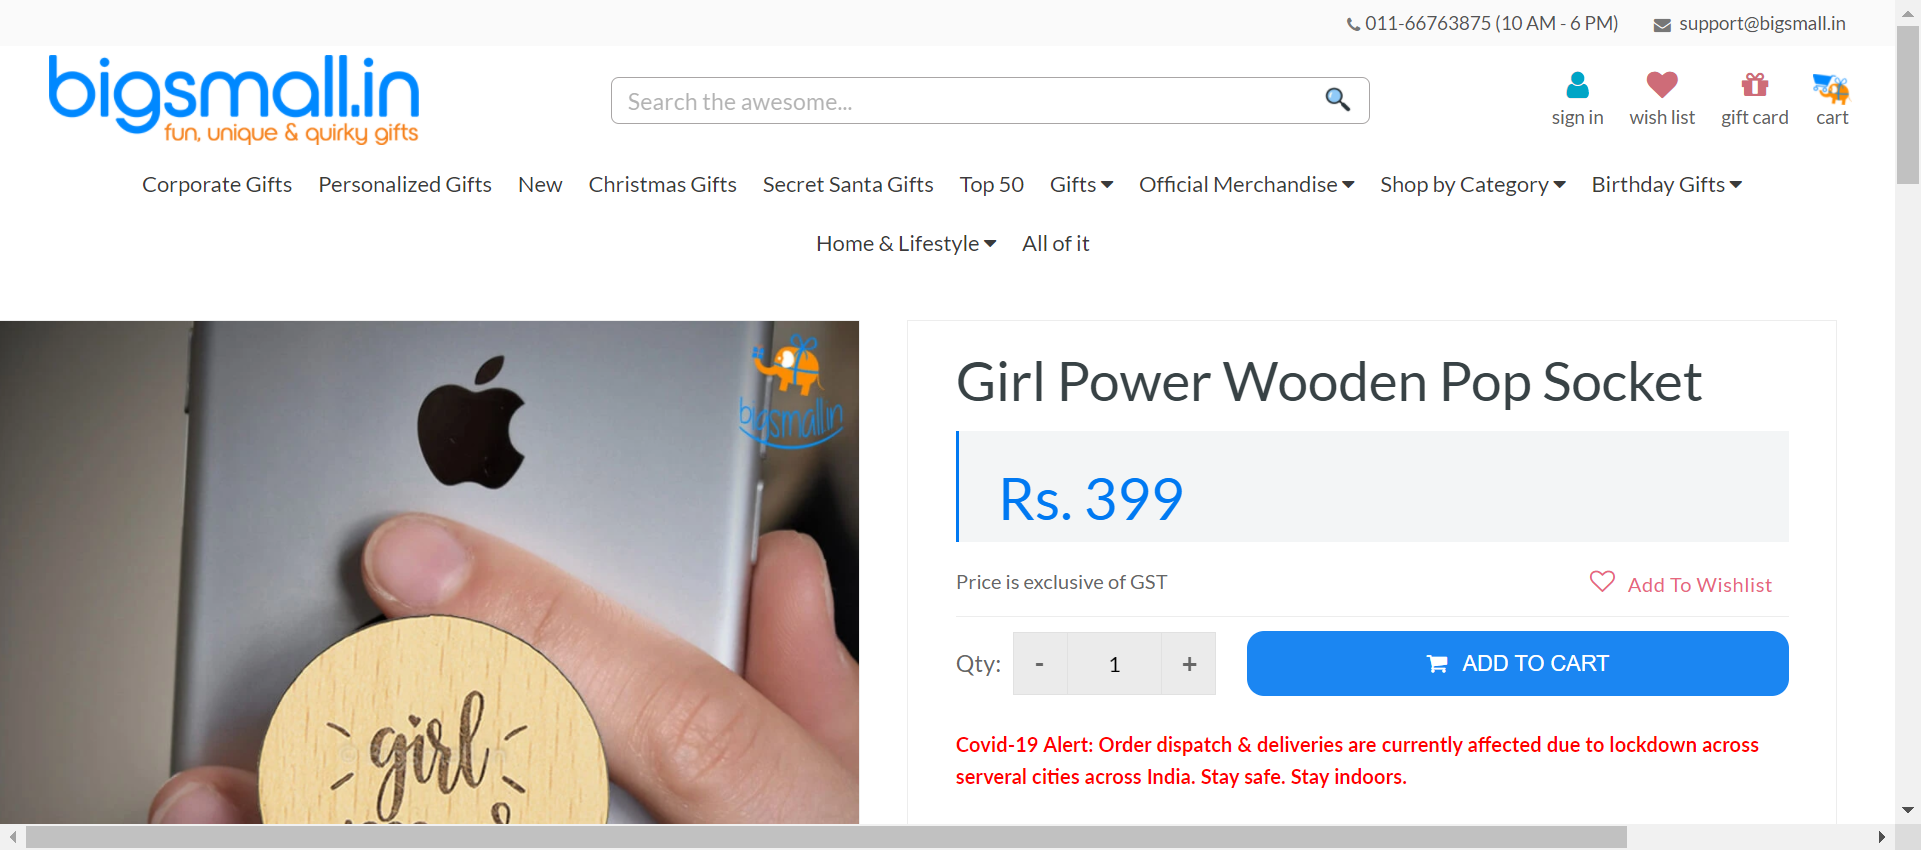 011-66763875 (10 AM - 6 PM) support@bigsmall.in
bigsmall.in
fun, unique & quirky gifts
Search the awesome...
sign in wish list gift card cart
Corporate Gifts Personalized Gifts New Christmas Gifts Secret Santa Gifts Top 50 Gifts Official Merchandise Shop by Category Birthday Gifts
Home & Lifestyle All of it
bigsmall.in
girl
Girl Power Wooden Pop Socket
Rs. 399
Price is exclusive of GST Add To Wishlist
Qty: - 1 + ADD TO CART
Covid-19 Alert: Order dispatch & deliveries are currently affected due to lockdown across
serveral cities across India. Stay safe. Stay indoors.